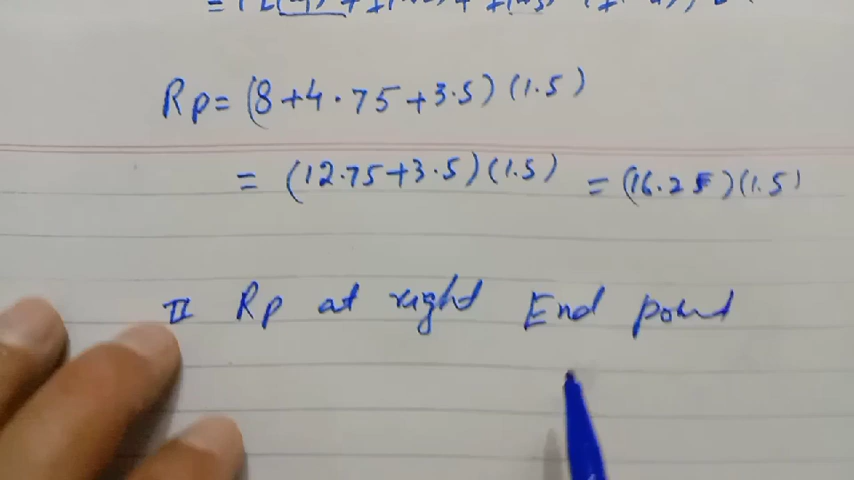 Rp= (8+4.75+3.5) (1.5)
= (12.75+3.5) (1.5) = (16.25) (1.5)
II Rp at right End point